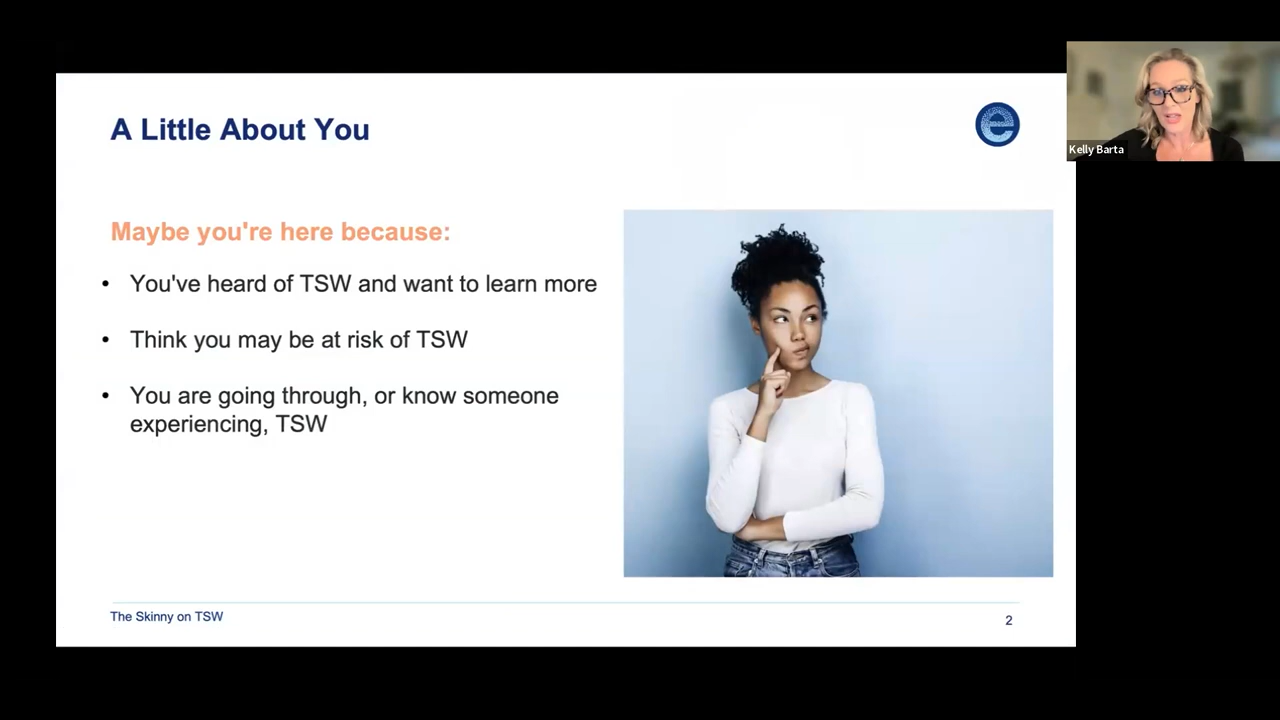 A Little About You
e
Kelly Barta
Maybe you're here because:
• You've heard of TSW and want to learn more
• Think you may be at risk of TSW
• You are going through, or know someone
experiencing, TSW
The Skinny on TSW
2